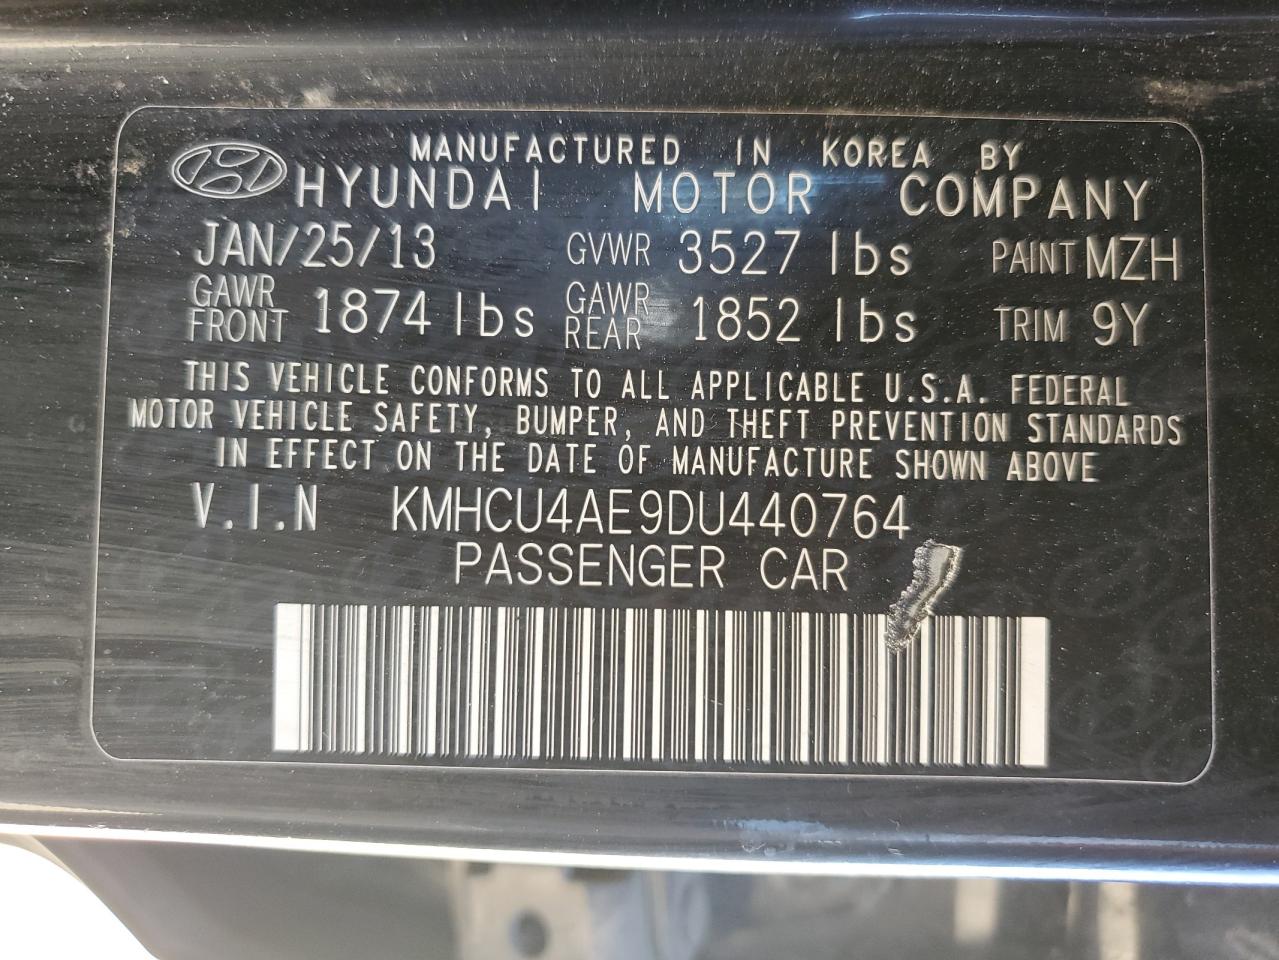 MANUFACTURED IN KOREA BY
HYUNDAI MOTOR COMPANY
JAN/25/13 GVWR 3527 lbs PAINT MZH
GAWR FRONT 1874 lbs GAWR REAR 1852 lbs TRIM 9Y
THIS VEHICLE CONFORMS TO ALL APPLICABLE U.S.A. FEDERAL
MOTOR VEHICLE SAFETY, BUMPER, AND THEFT PREVENTION STANDARDS
IN EFFECT ON THE DATE OF MANUFACTURE SHOWN ABOVE
V.I.N KMHCU4AE9DU440764
PASSENGER CAR